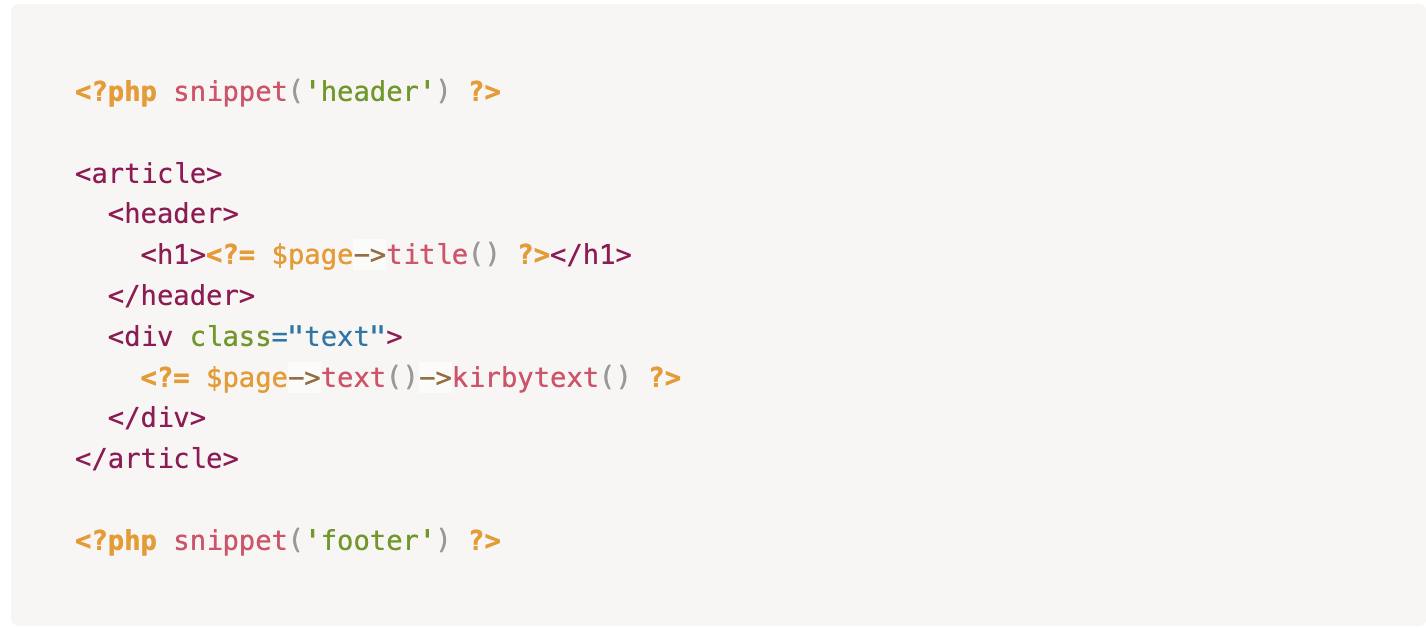 <?php snippet('header') ?>
<article>
<header>
<h1><?= $page->title() ?></h1>
</header>
<div class="text">
<?= $page->text()->kirbytext() ?>
</div>
</article>
<?php snippet('footer') ?>